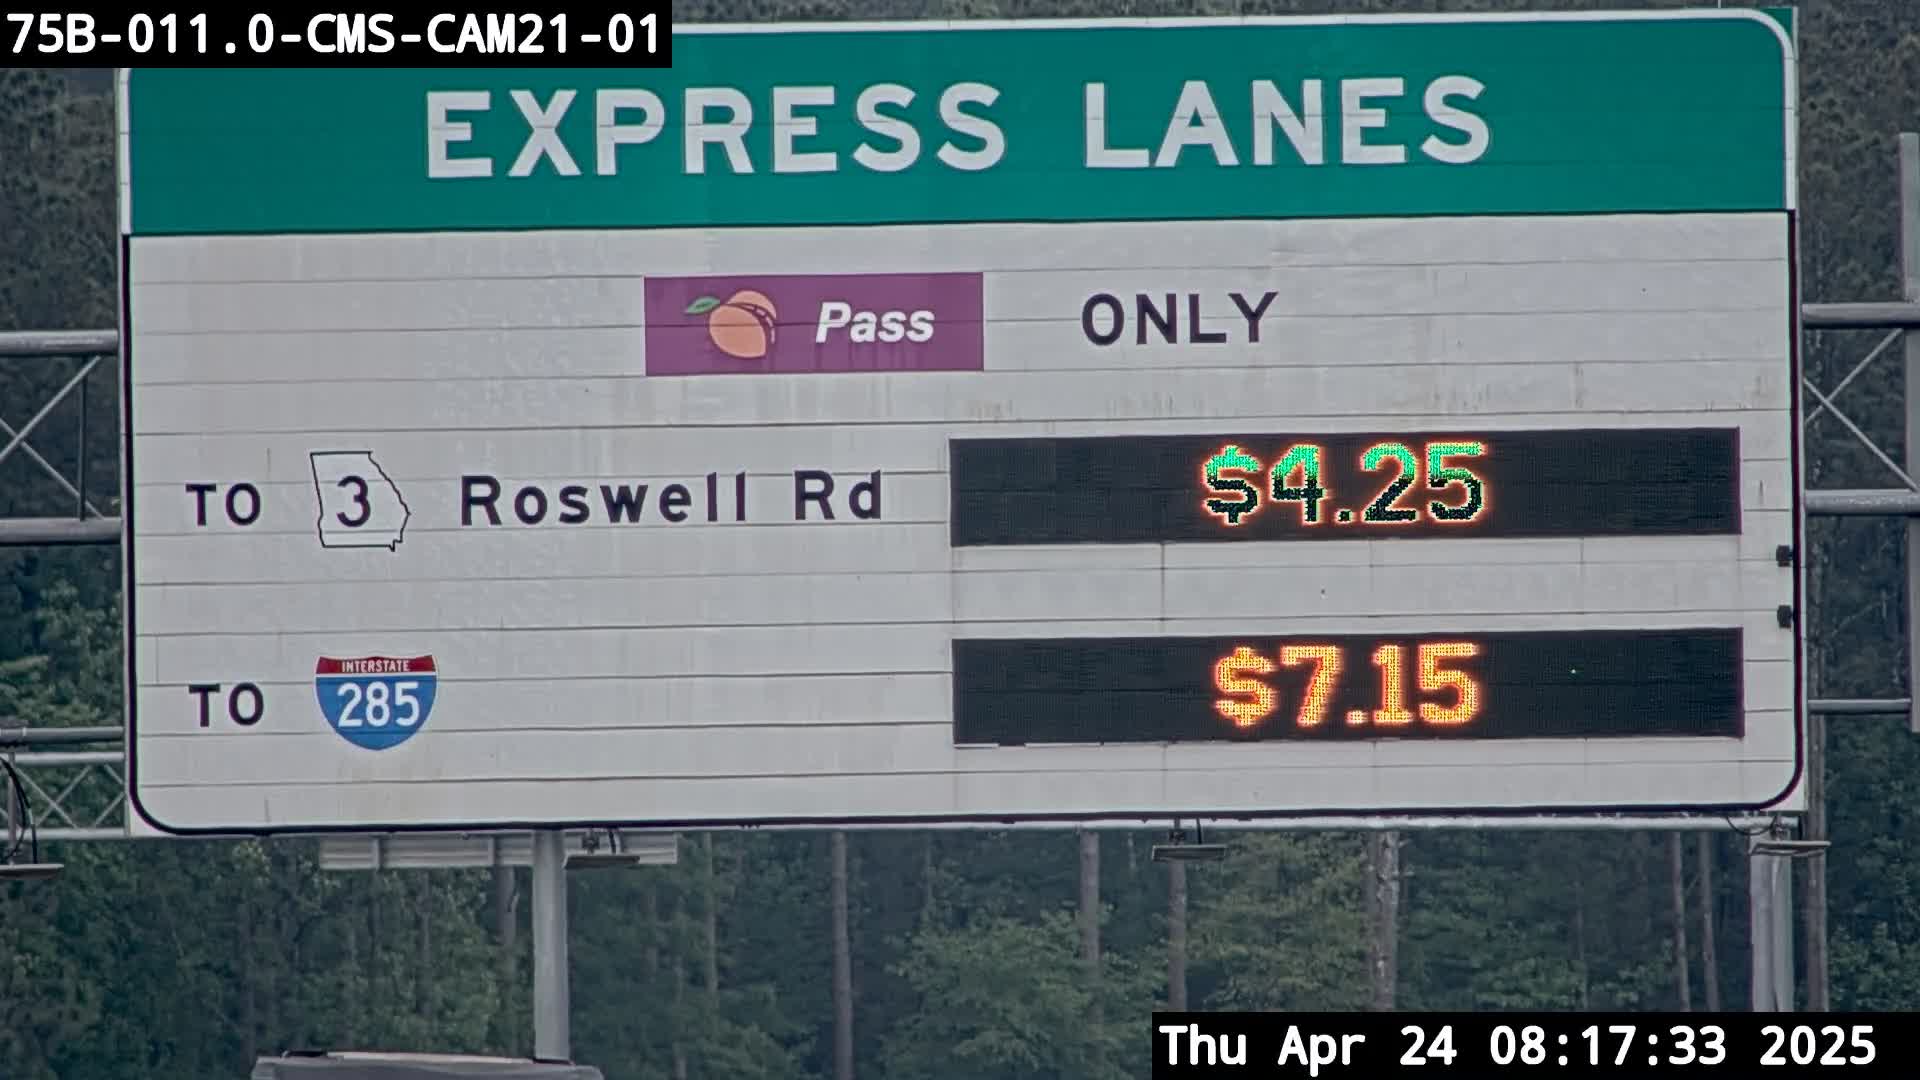 75B-011.0-CMS-CAM21-01
EXPRESS LANES
Pass ONLY
TO 3 Roswell Rd $4.25
TO INTERSTATE 285 $7.15
Thu Apr 24 08:17:33 2025